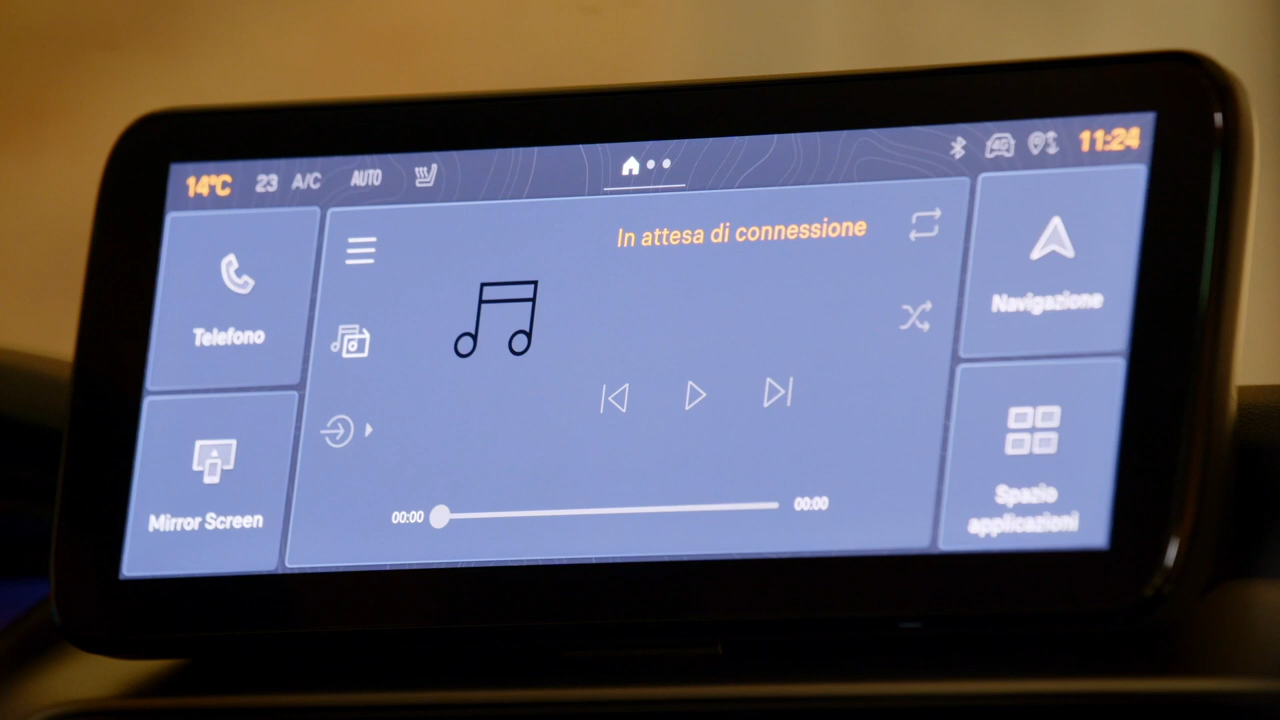 14°C 23 A/C AUTO 4G 11:24
Telefono
Mirror Screen
In attesa di connessione
00:00 00:00
Navigazione
Spazio
applicazioni